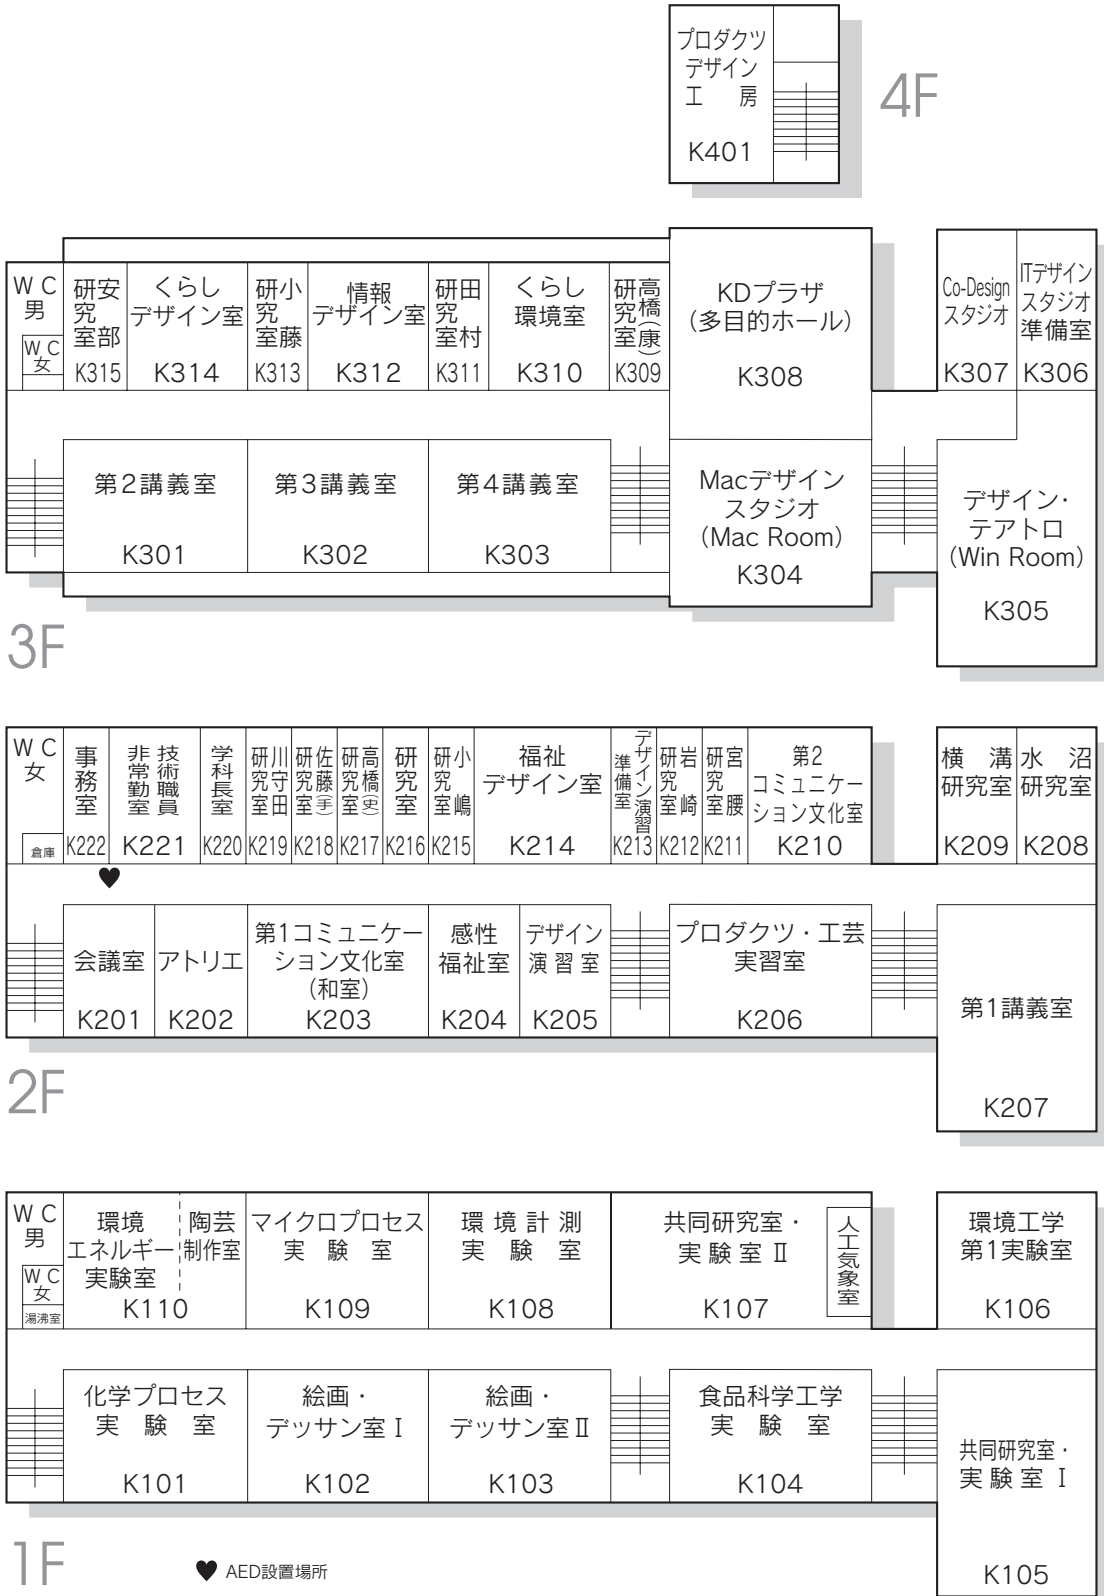 プロダクツ
デザイン
工 房
K401
4F
W C
男
W C
女
安部
研究室
K315
くらし
デザイン室
K314
小藤
研究室
K313
情報
デザイン室
K312
田村
研究室
K311
くらし
環境室
K310
高橋(康)
研究室
K309
KDプラザ
(多目的ホール)
K308
Co-Design
スタジオ
K307
ITデザイン
スタジオ
準備室
K306
第2講義室
K301
第3講義室
K302
第4講義室
K303
Macデザイン
スタジオ
(Mac Room)
K304
デザイン・
テアトロ
(Win Room)
K305
3F
W C
女
倉庫
事務室
K222
技術職員
非常勤室
K221
学科長室
K220
川守田
研究室
K219
佐藤(手)
研究室
K218
高橋(史)
研究室
K217
研究室
K216
小嶋
研究室
K215
福祉
デザイン室
K214
デザイン演習
準備室
K213
岩崎
研究室
K212
宮腰
研究室
K211
第2
コミュニケー
ション文化室
K210
横 溝
研究室
K209
水 沼
研究室
K208
会議室
K201
アトリエ
K202
第1コミュニケー
ション文化室
(和室)
K203
感性
福祉室
K204
デザイン
演 習 室
K205
プロダクツ・工芸
実習室
K206
第1講義室
K207
2F
W C
男
W C
女
湯沸室
環境
エネルギー
実験室
陶芸
制作室
K110
マイクロプロセス
実 験 室
K109
環 境 計 測
実 験 室
K108
共同研究室・
実 験 室 Ⅱ
K107
人工気象室
環境工学
第1実験室
K106
化学プロセス
実 験 室
K101
絵画・
デッサン室Ⅰ
K102
絵画・
デッサン室Ⅱ
K103
食品科学工学
実 験 室
K104
共同研究室・
実 験 室 Ⅰ
K105
1F
♥ AED設置場所